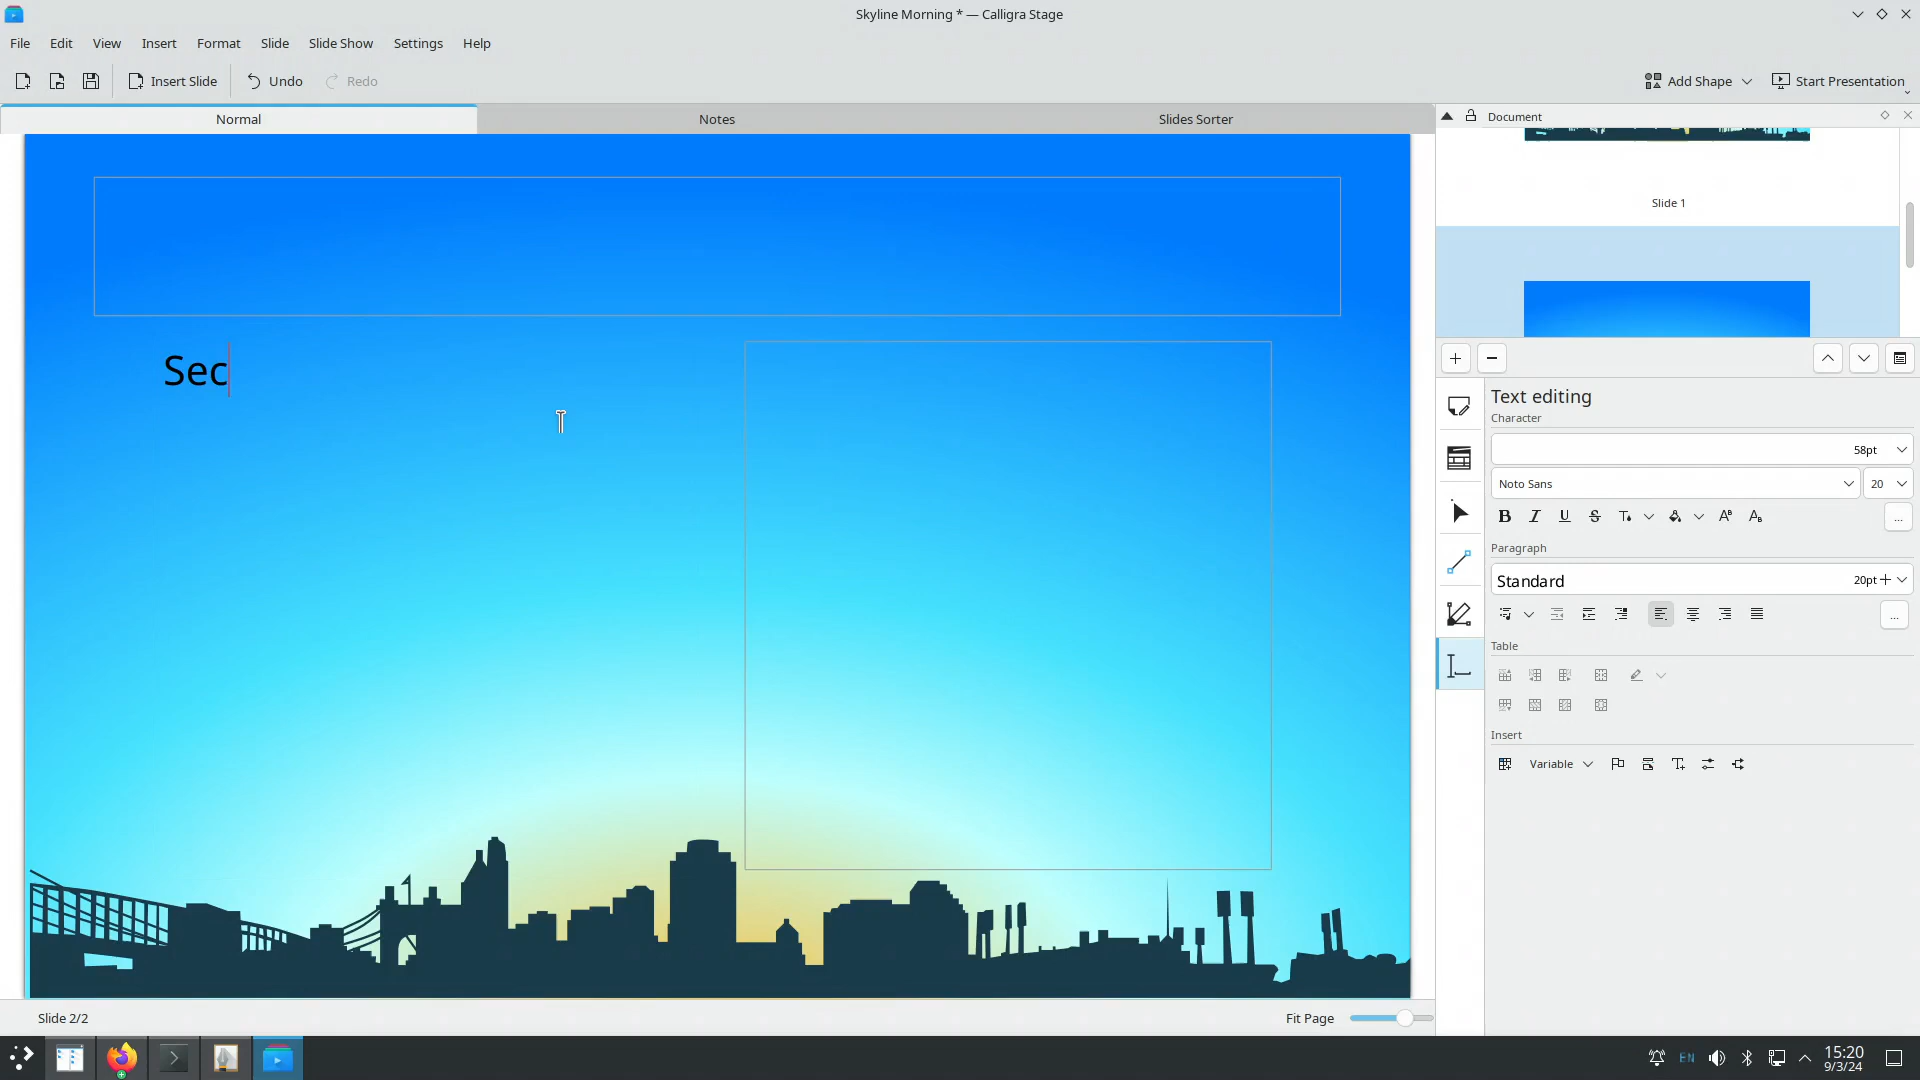 Skyline Morning * — Calligra Stage
File Edit View Insert Format Slide Slide Show Settings Help
Insert Slide Undo Redo Add Shape Start Presentation
Normal Notes Slides Sorter
Document
Slide 1
Sec
Text editing
Character
58pt
Noto Sans 20
B I U S
...
Paragraph
Standard 20pt
...
Table
Insert
Variable
Slide 2/2
Fit Page
EN
15:20
9/3/24